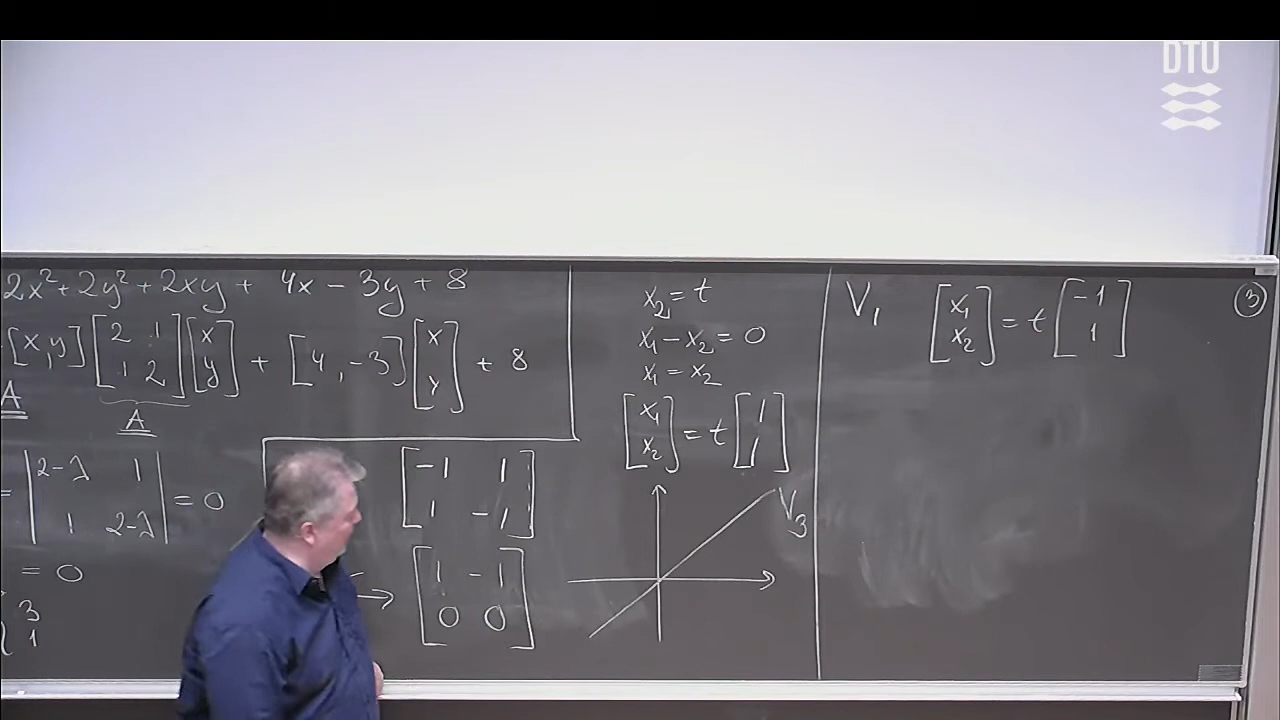 DTU
2x² + 2y² + 2xy + 4x - 3y + 8
[x, y] [2 1; 1 2] [x; y] + [4, -3] [x; y] + 8
A A
= |2-λ 1; 1 2-λ| = 0
= 0
3
1
[-1 1; 1 -1]
→ [1 -1; 0 0]
x₂ = t
x₁ - x₂ = 0
x₁ = x₂
[x₁; x₂] = t [1; 1]
V₃
V₁ [x₁; x₂] = t [-1; 1]
3